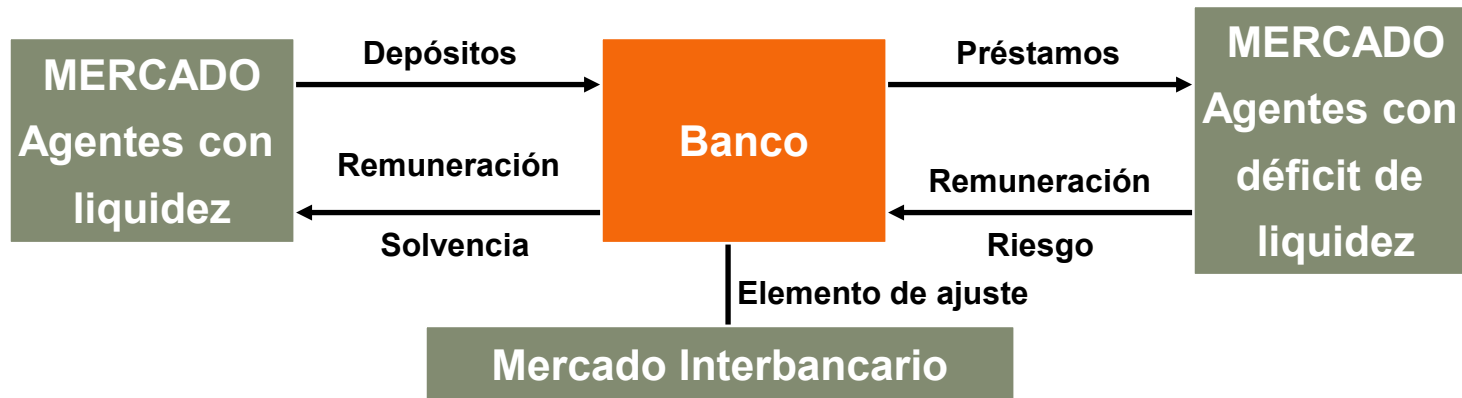 MERCADO
Agentes con
liquidez
Depósitos
Remuneración
Solvencia
Banco
Préstamos
Remuneración
Riesgo
MERCADO
Agentes con
déficit de
liquidez
Elemento de ajuste
Mercado Interbancario